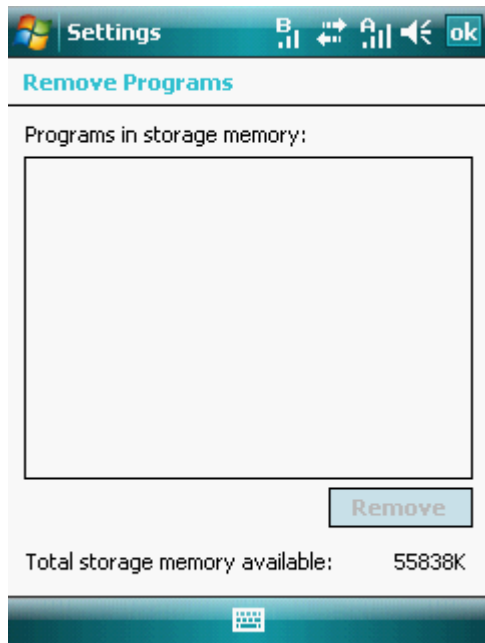 Settings
B
A
ok
Remove Programs
Programs in storage memory:
Remove
Total storage memory available: 55838K